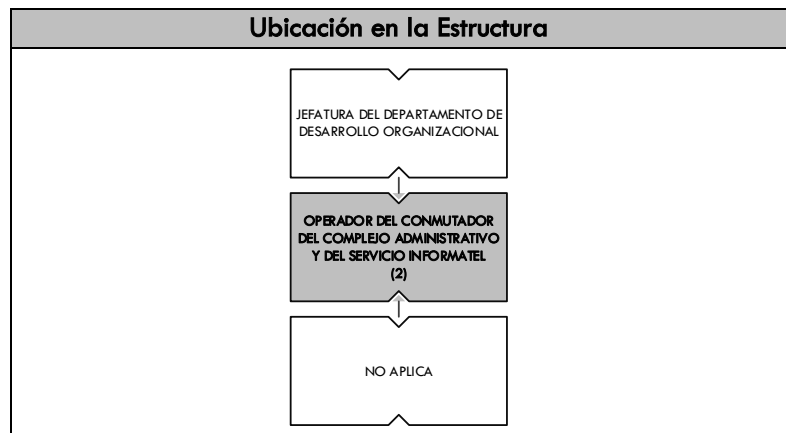 Ubicación en la Estructura
JEFATURA DEL DEPARTAMENTO DE
DESARROLLO ORGANIZACIONAL
OPERADOR DEL CONMUTADOR
DEL COMPLEJO ADMINISTRATIVO
Y DEL SERVICIO INFORMATEL
(2)
NO APLICA